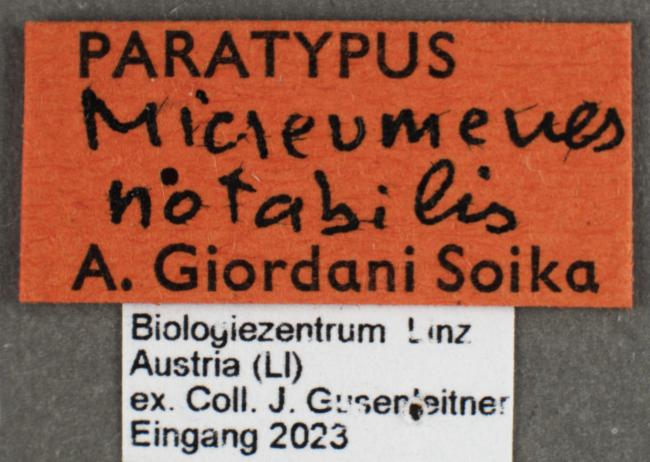 PARATYPUS
Micreumenes
notabilis
A. Giordani Soika
Biologiezentrum Linz
Austria (LI)
ex. Coll. J. Gusenleitner
Eingang 2023